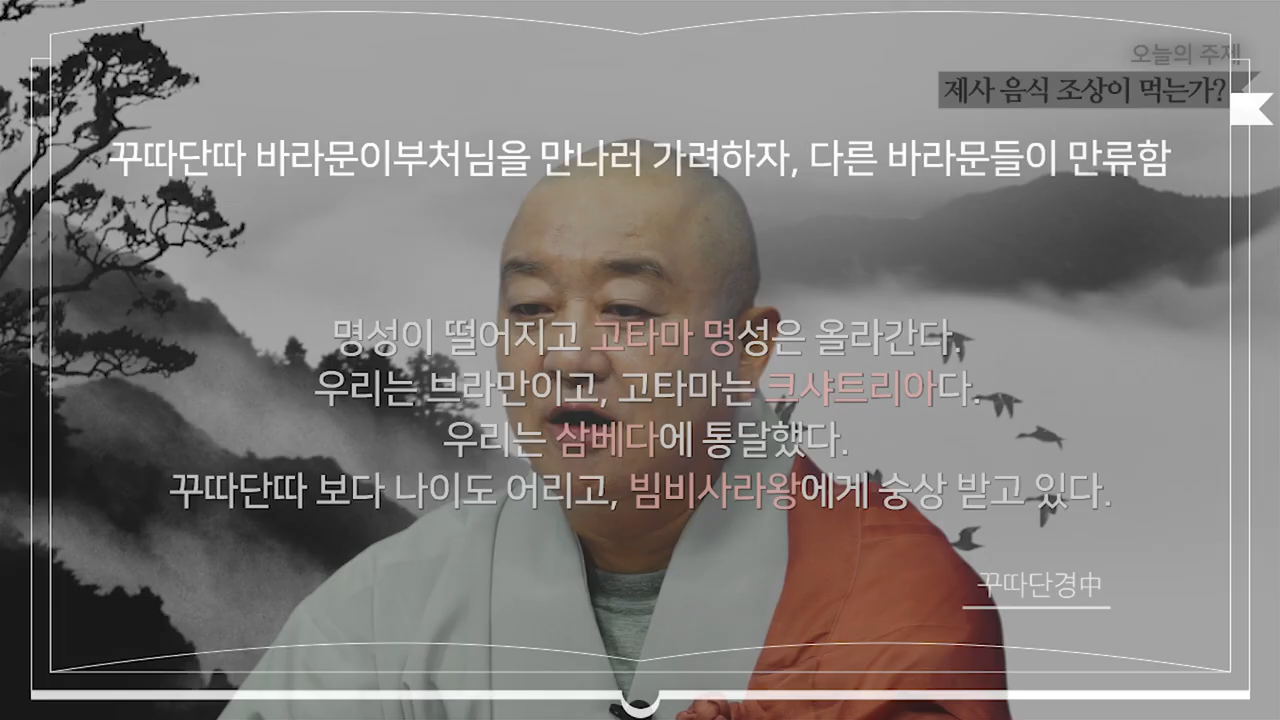 오늘의 주제
제사 음식 조상이 먹는가?
꾸따단따 바라문이부처님을 만나러 가려하자, 다른 바라문들이 만류함
명성이 떨어지고 고타마 명성은 올라간다.
우리는 브라만이고, 고타마는 크샤트리아다.
우리는 삼베다에 통달했다.
꾸따단따 보다 나이도 어리고, 빔비사라왕에게 숭상 받고 있다.
꾸따단경中